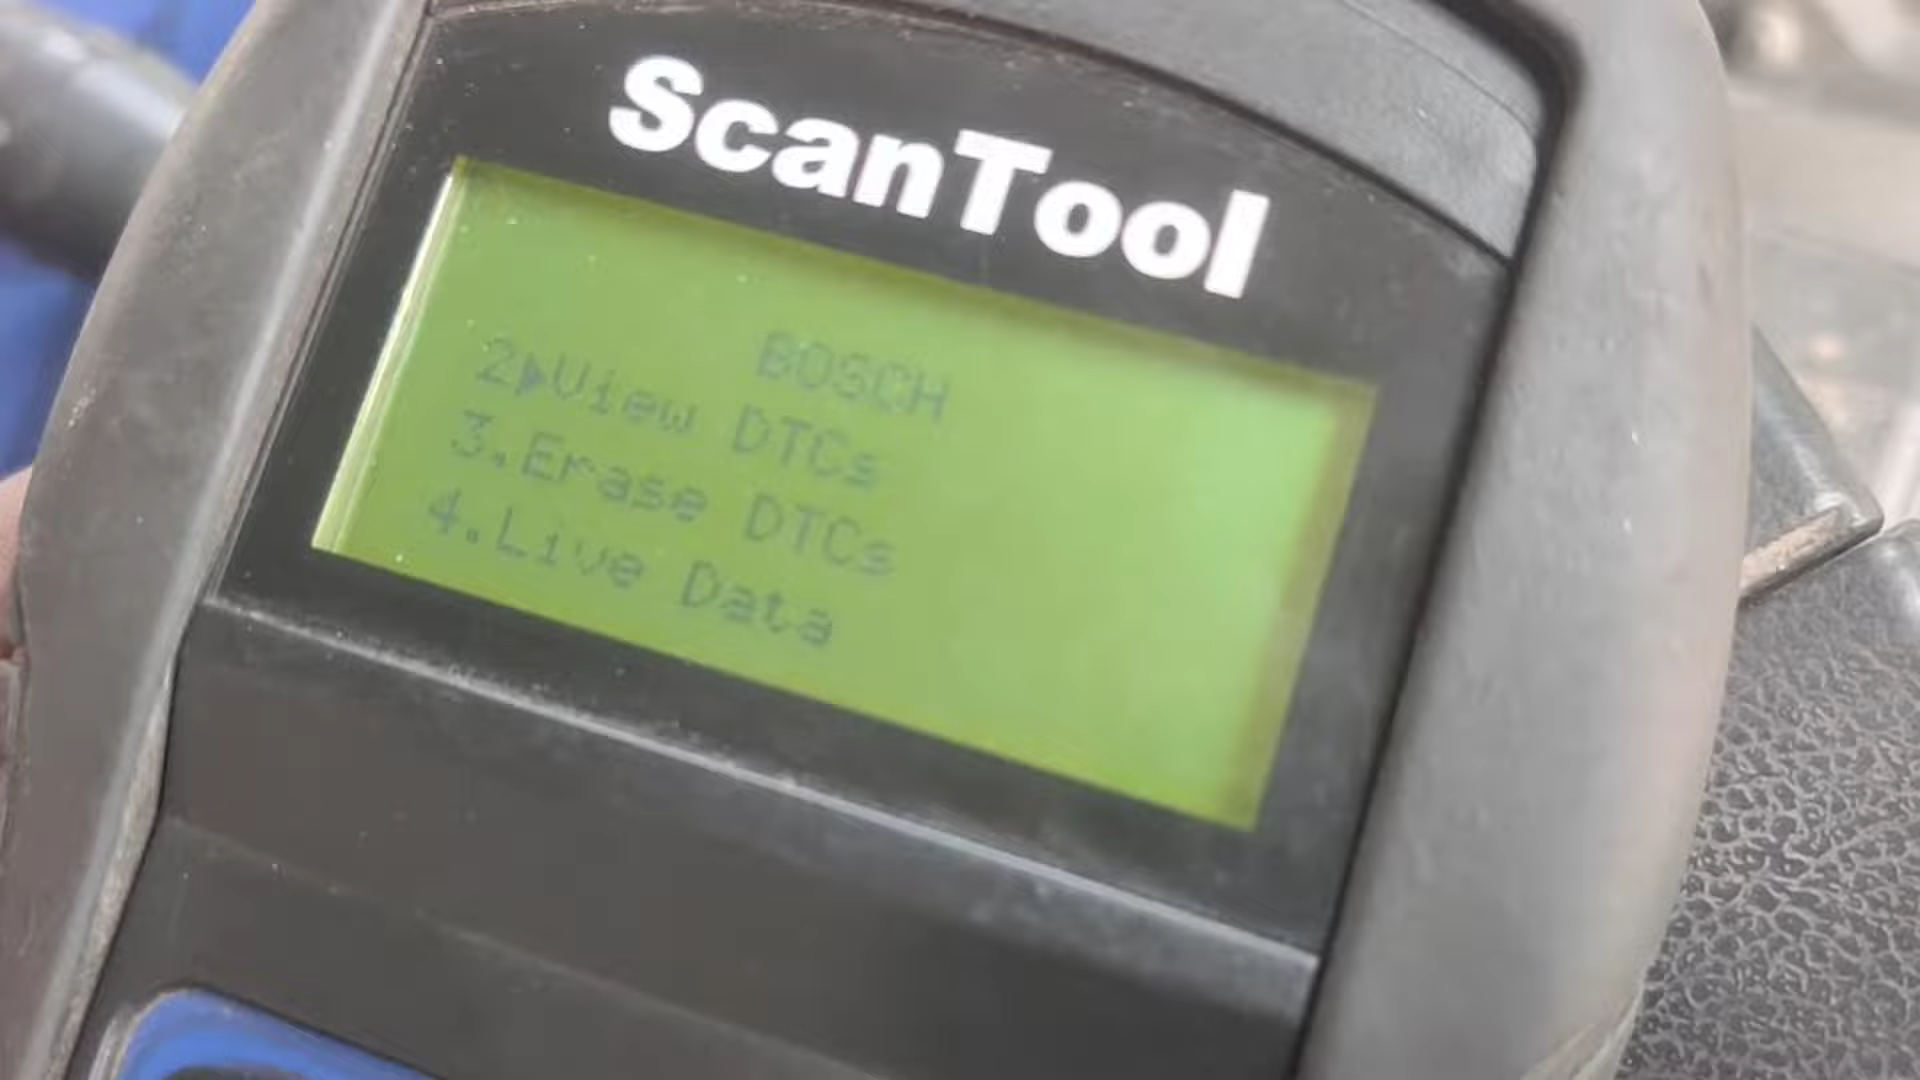 ScanTool
BOSCH
2▶View DTCs
3.Erase DTCs
4.Live Data